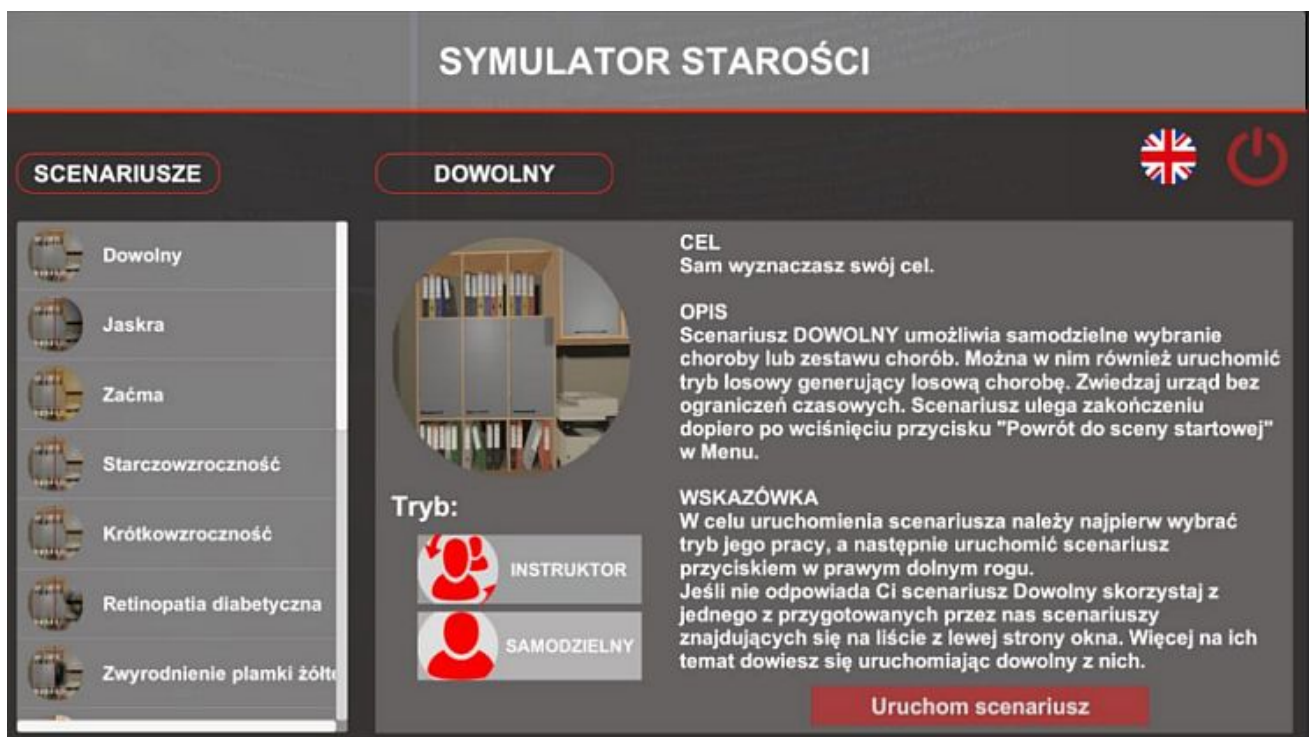 SYMULATOR STAROŚCI
SCENARIUSZE
DOWOLNY
Dowolny
Jaskra
Zaćma
Starczowzroczność
Krótkowzroczność
Retinopatia diabetyczna
Zwyrodnienie plamki żółte
Tryb:
INSTRUKTOR
SAMODZIELNY
CEL
Sam wyznaczasz swój cel.
OPIS
Scenariusz DOWOLNY umożliwia samodzielne wybranie
choroby lub zestawu chorób. Można w nim również uruchomić
tryb losowy generujący losową chorobę. Zwiedzaj urząd bez
ograniczeń czasowych. Scenariusz ulega zakończeniu
dopiero po wciśnięciu przycisku "Powrót do sceny startowej"
w Menu.
WSKAZÓWKA
W celu uruchomienia scenariusza należy najpierw wybrać
tryb jego pracy, a następnie uruchomić scenariusz
przyciskiem w prawym dolnym rogu.
Jeśli nie odpowiada Ci scenariusz Dowolny skorzystaj z
jednego z przygotowanych przez nas scenariuszy
znajdujących się na liście z lewej strony okna. Więcej na ich
temat dowiesz się uruchomiając dowolny z nich.
Uruchom scenariusz